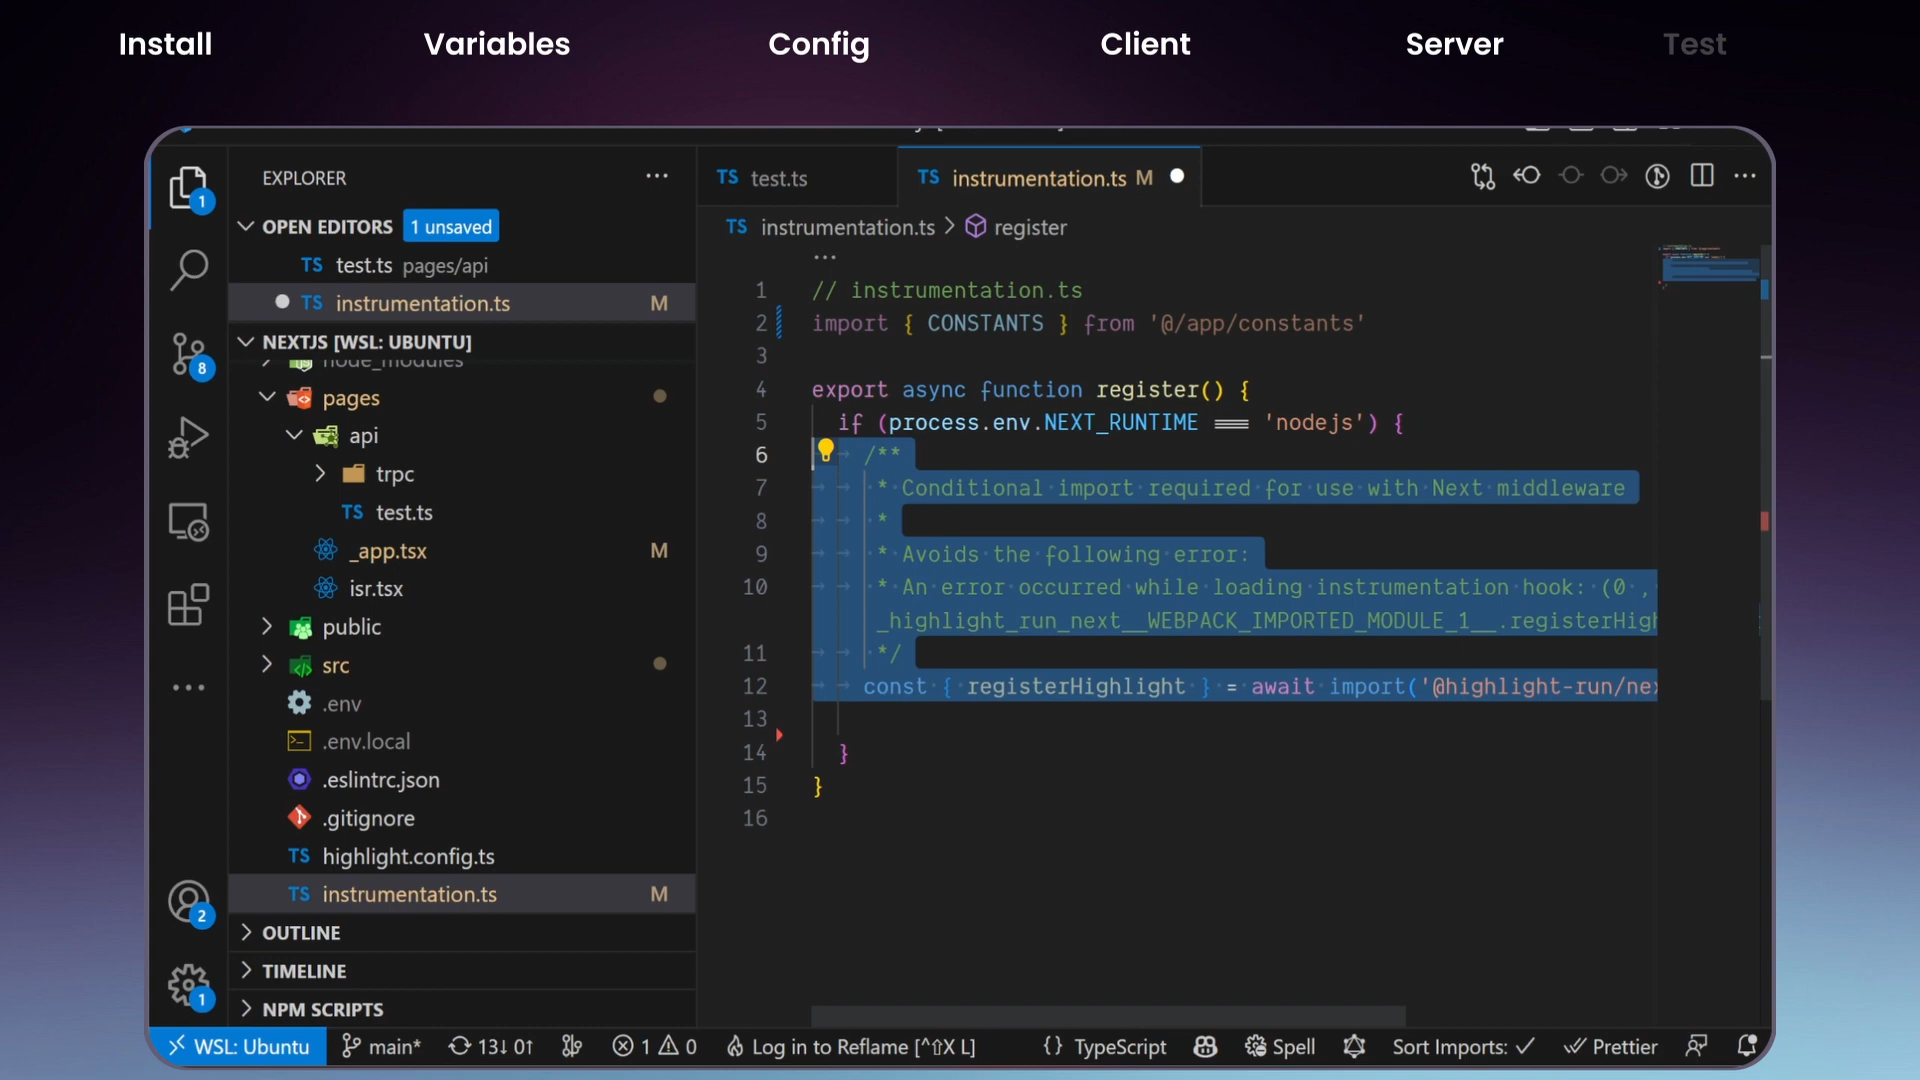 Install Variables Config Client Server Test
EXPLORER
OPEN EDITORS 1 unsaved
TS test.ts pages/api
TS instrumentation.ts M
NEXTJS [WSL: UBUNTU]
node_modules
pages
api
trpc
TS test.ts
_app.tsx M
isr.tsx
public
src
.env
.env.local
.eslintrc.json
.gitignore
TS highlight.config.ts
TS instrumentation.ts M
OUTLINE
TIMELINE
NPM SCRIPTS
1
8
2
1
TS test.ts
TS instrumentation.ts M
TS instrumentation.ts > register
1 // instrumentation.ts
2 import { CONSTANTS } from '@/app/constants'
3
4 export async function register() {
5 if (process.env.NEXT_RUNTIME === 'nodejs') {
6 /**
7 * Conditional import required for use with Next middleware
8 *
9 * Avoids the following error:
10 * An error occurred while loading instrumentation hook: (0 ,
_highlight_run_next__WEBPACK_IMPORTED_MODULE_1__.registerHigh
11 */
12 const { registerHighlight } = await import('@highlight-run/nex
13
14 }
15 }
16
WSL: Ubuntu main* 13↓ 0↑ 1 0 Log in to Reflame [^⇧X L] {} TypeScript Spell Sort Imports: ✓ Prettier